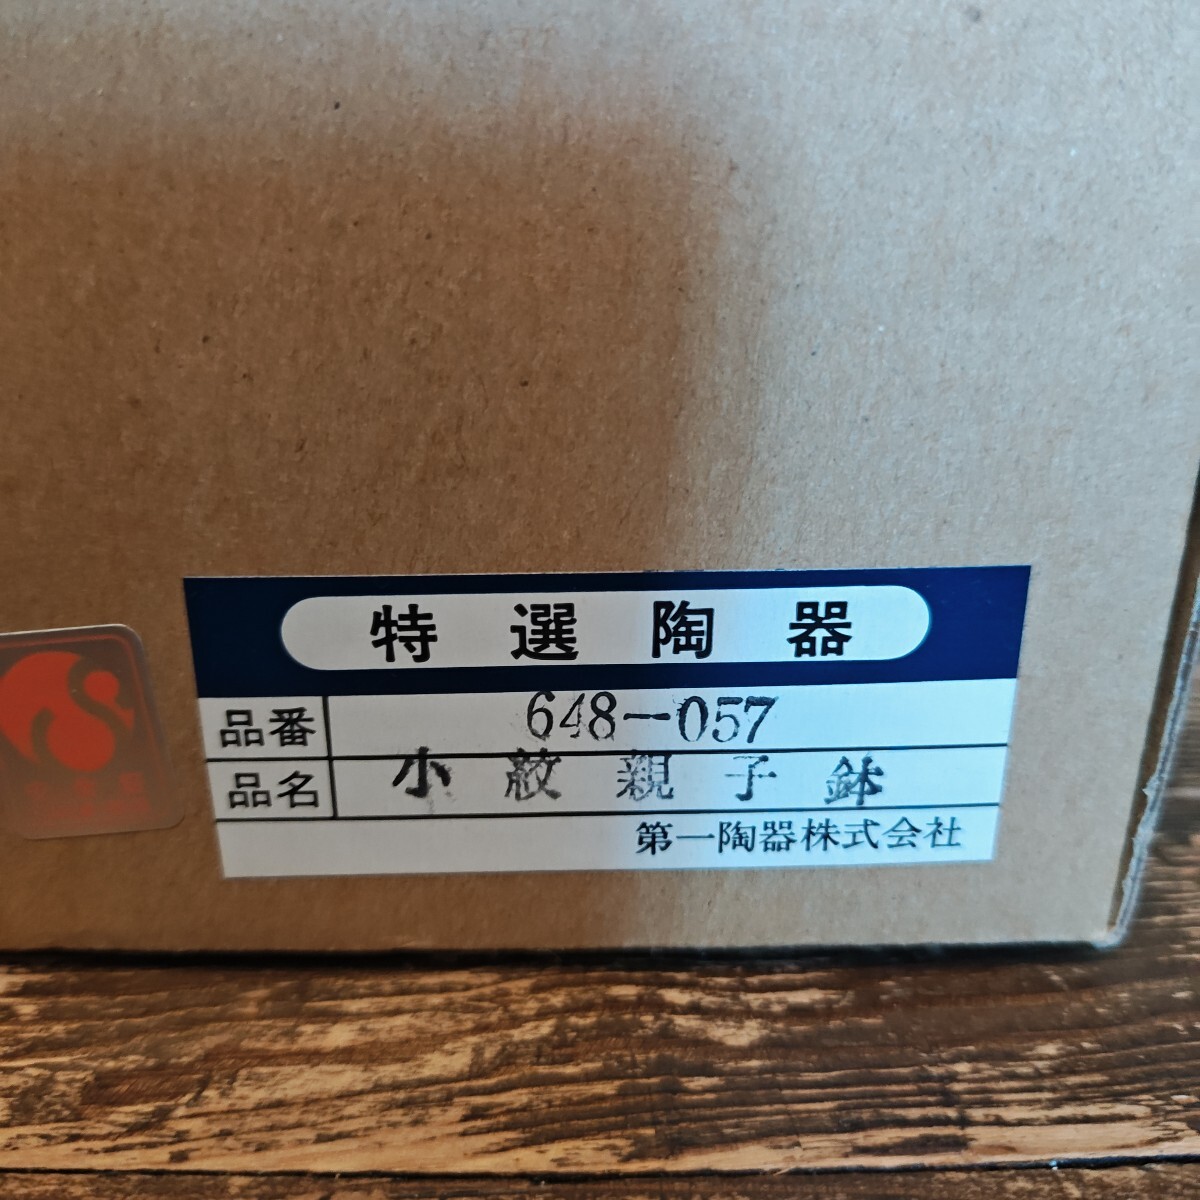 特選陶器
品番 648-057
品名 小紋親子鉢
第一陶器株式会社